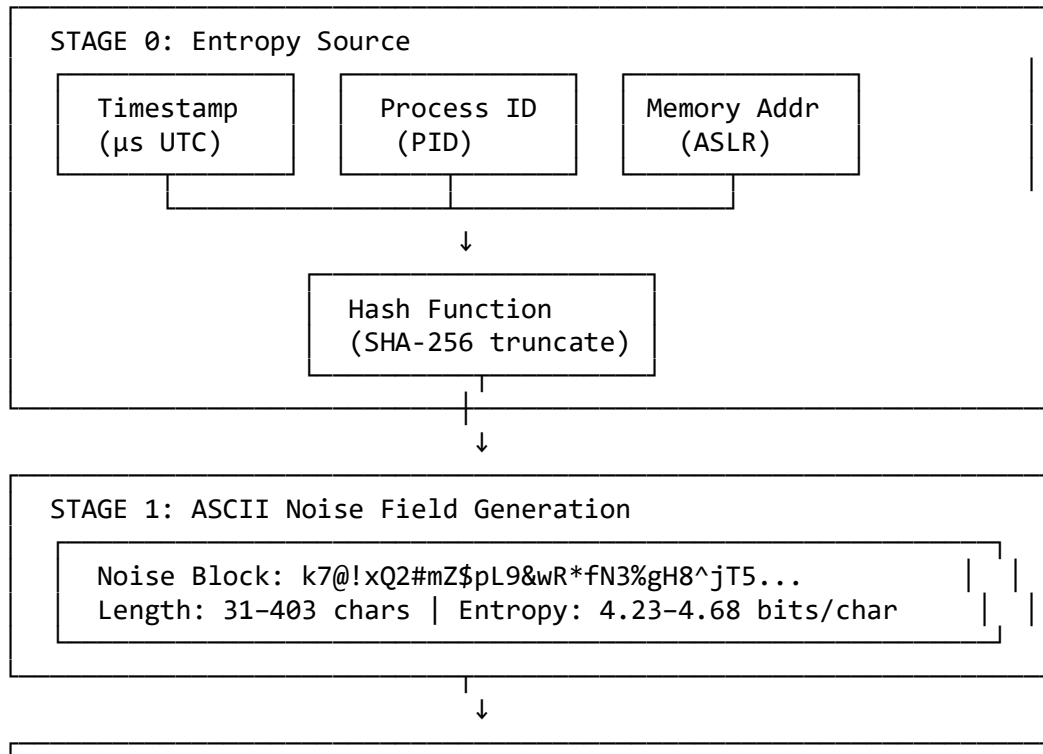 STAGE 0: Entropy Source
Timestamp Process ID Memory Addr
(µs UTC) (PID) (ASLR)
↓
Hash Function
(SHA-256 truncate)
↓
STAGE 1: ASCII Noise Field Generation
Noise Block: k7@!xQ2#mZ$pL9&wR*fN3%gH8^jT5...
Length: 31–403 chars | Entropy: 4.23–4.68 bits/char
↓